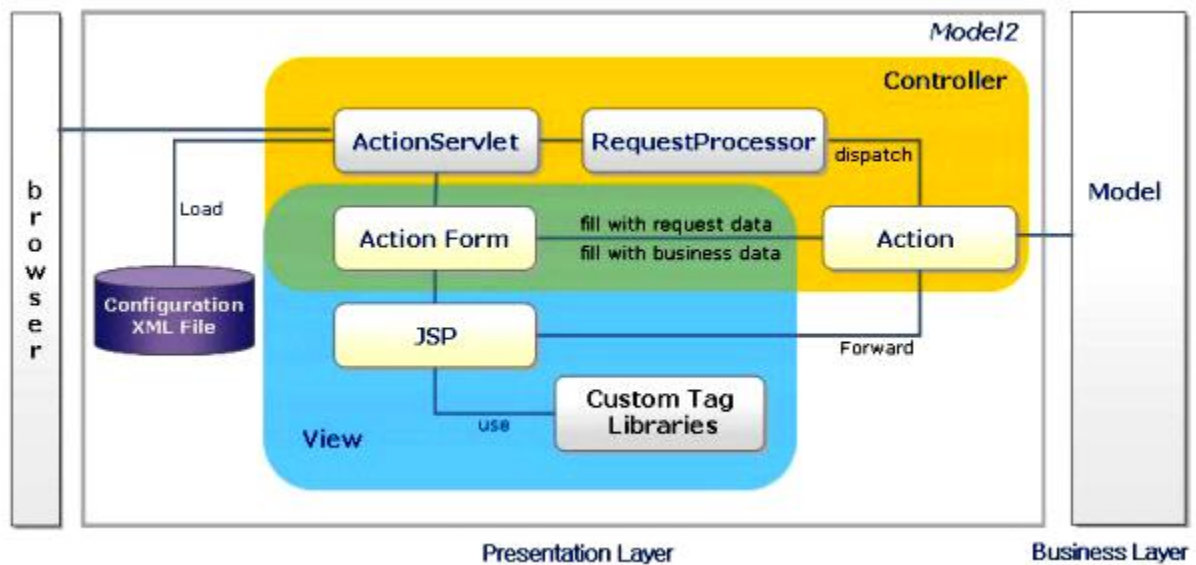 Model2
Controller
ActionServlet
RequestProcessor
dispatch
browser
Load
Action Form
fill with request data
fill with business data
Action
Model
Configuration
XML File
JSP
Forward
Custom Tag
Libraries
use
View
Presentation Layer
Business Layer